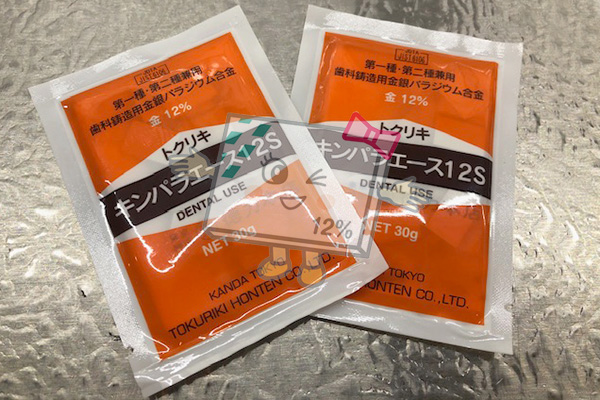 第一種・第二種兼用
歯科鋳造用金銀パラジウム合金
金 12%
トクリキ
キンパラエース12S
DENTAL USE
NET 30g
KANDA
TOKURIKI HONTEN CO., LTD.
第一種・第二種兼用
歯科鋳造用金銀パラジウム合金
金 12%
トクリキ
キンパラエース12S
DENTAL USE
NET 30g
TOKYO
HONTEN CO.,LTD.
12%